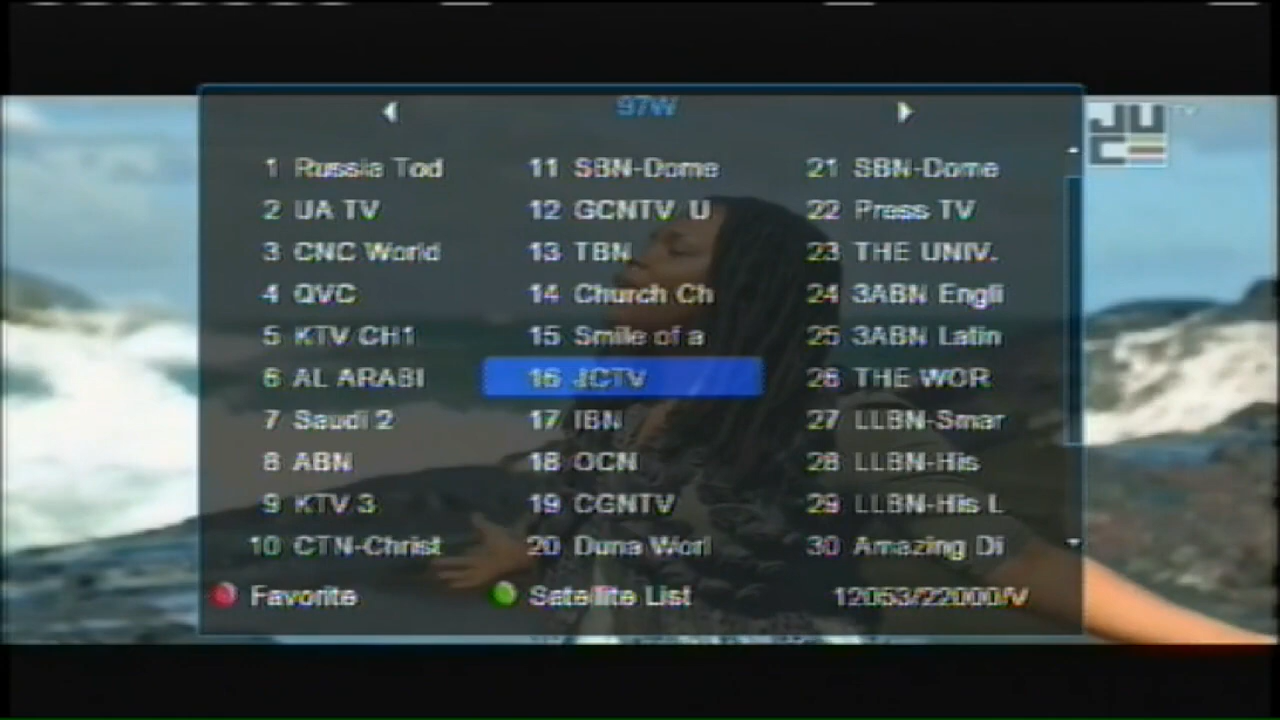 97W
JUCE TV
1 Russia Tod
2 UA TV
3 CNC World
4 QVC
5 KTV CH1
6 AL ARABI
7 Saudi 2
8 ABN
9 KTV 3
10 CTN-Christ
11 SBN-Dome
12 GCNTV U
13 TBN
14 Church Ch
15 Smile of a
16 JCTV
17 IBN
18 OCN
19 CGNTV
20 Duna Worl
21 SBN-Dome
22 Press TV
23 THE UNIV.
24 3ABN Engli
25 3ABN Latin
26 THE WOR
27 LLBN-Smar
28 LLBN-His
29 LLBN-His L
30 Amazing Di
Favorite
Satellite List
12053/22000/V